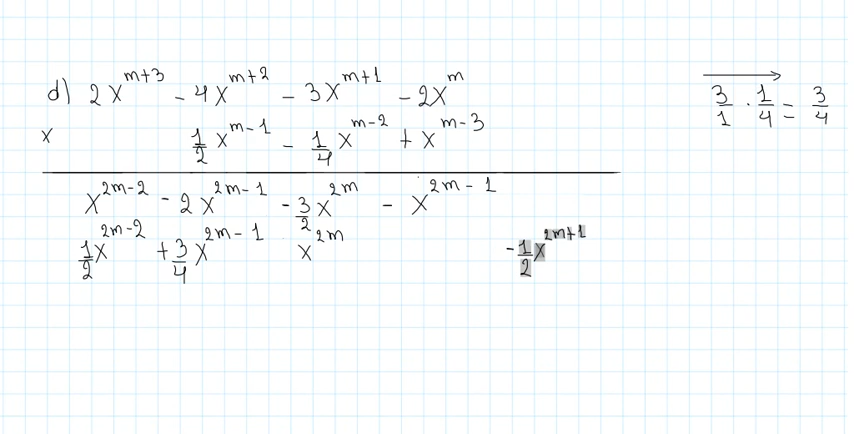 d) 2x^{m+3} - 4x^{m+2} - 3x^{m+1} - 2x^{m}
x 1/2 x^{m-1} - 1/4 x^{m-2} + x^{m-3}
x^{2m-2} - 2x^{2m-1} - 3/2 x^{2m} - x^{2m-1}
1/2 x^{2m-2} + 3/4 x^{2m-1} x^{2m} - 1/2 x^{2m+1}
3/1 · 1/4 = 3/4